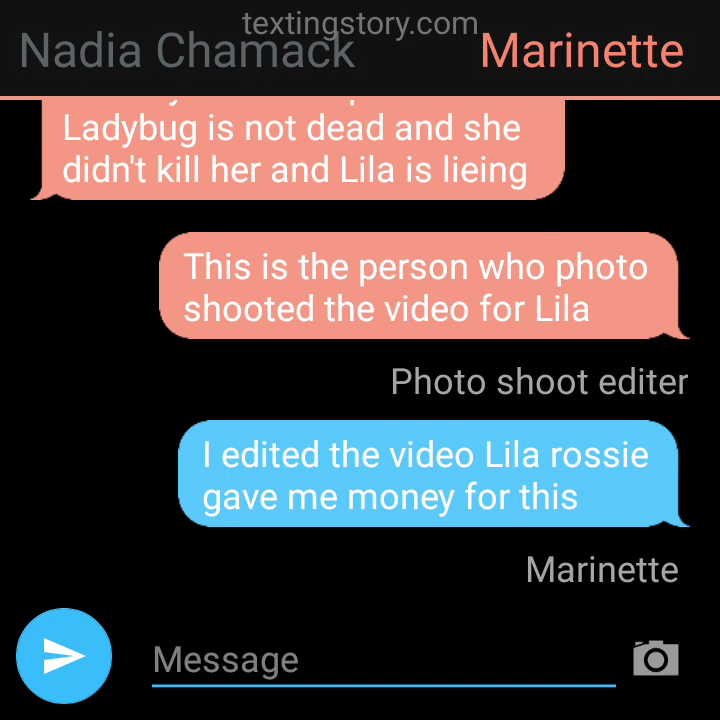 textingstory.com
Nadia Chamack
Marinette
Ladybug is not dead and she
didn't kill her and Lila is lieing
This is the person who photo
shooted the video for Lila
Photo shoot editer
I edited the video Lila rossie
gave me money for this
Marinette
Message